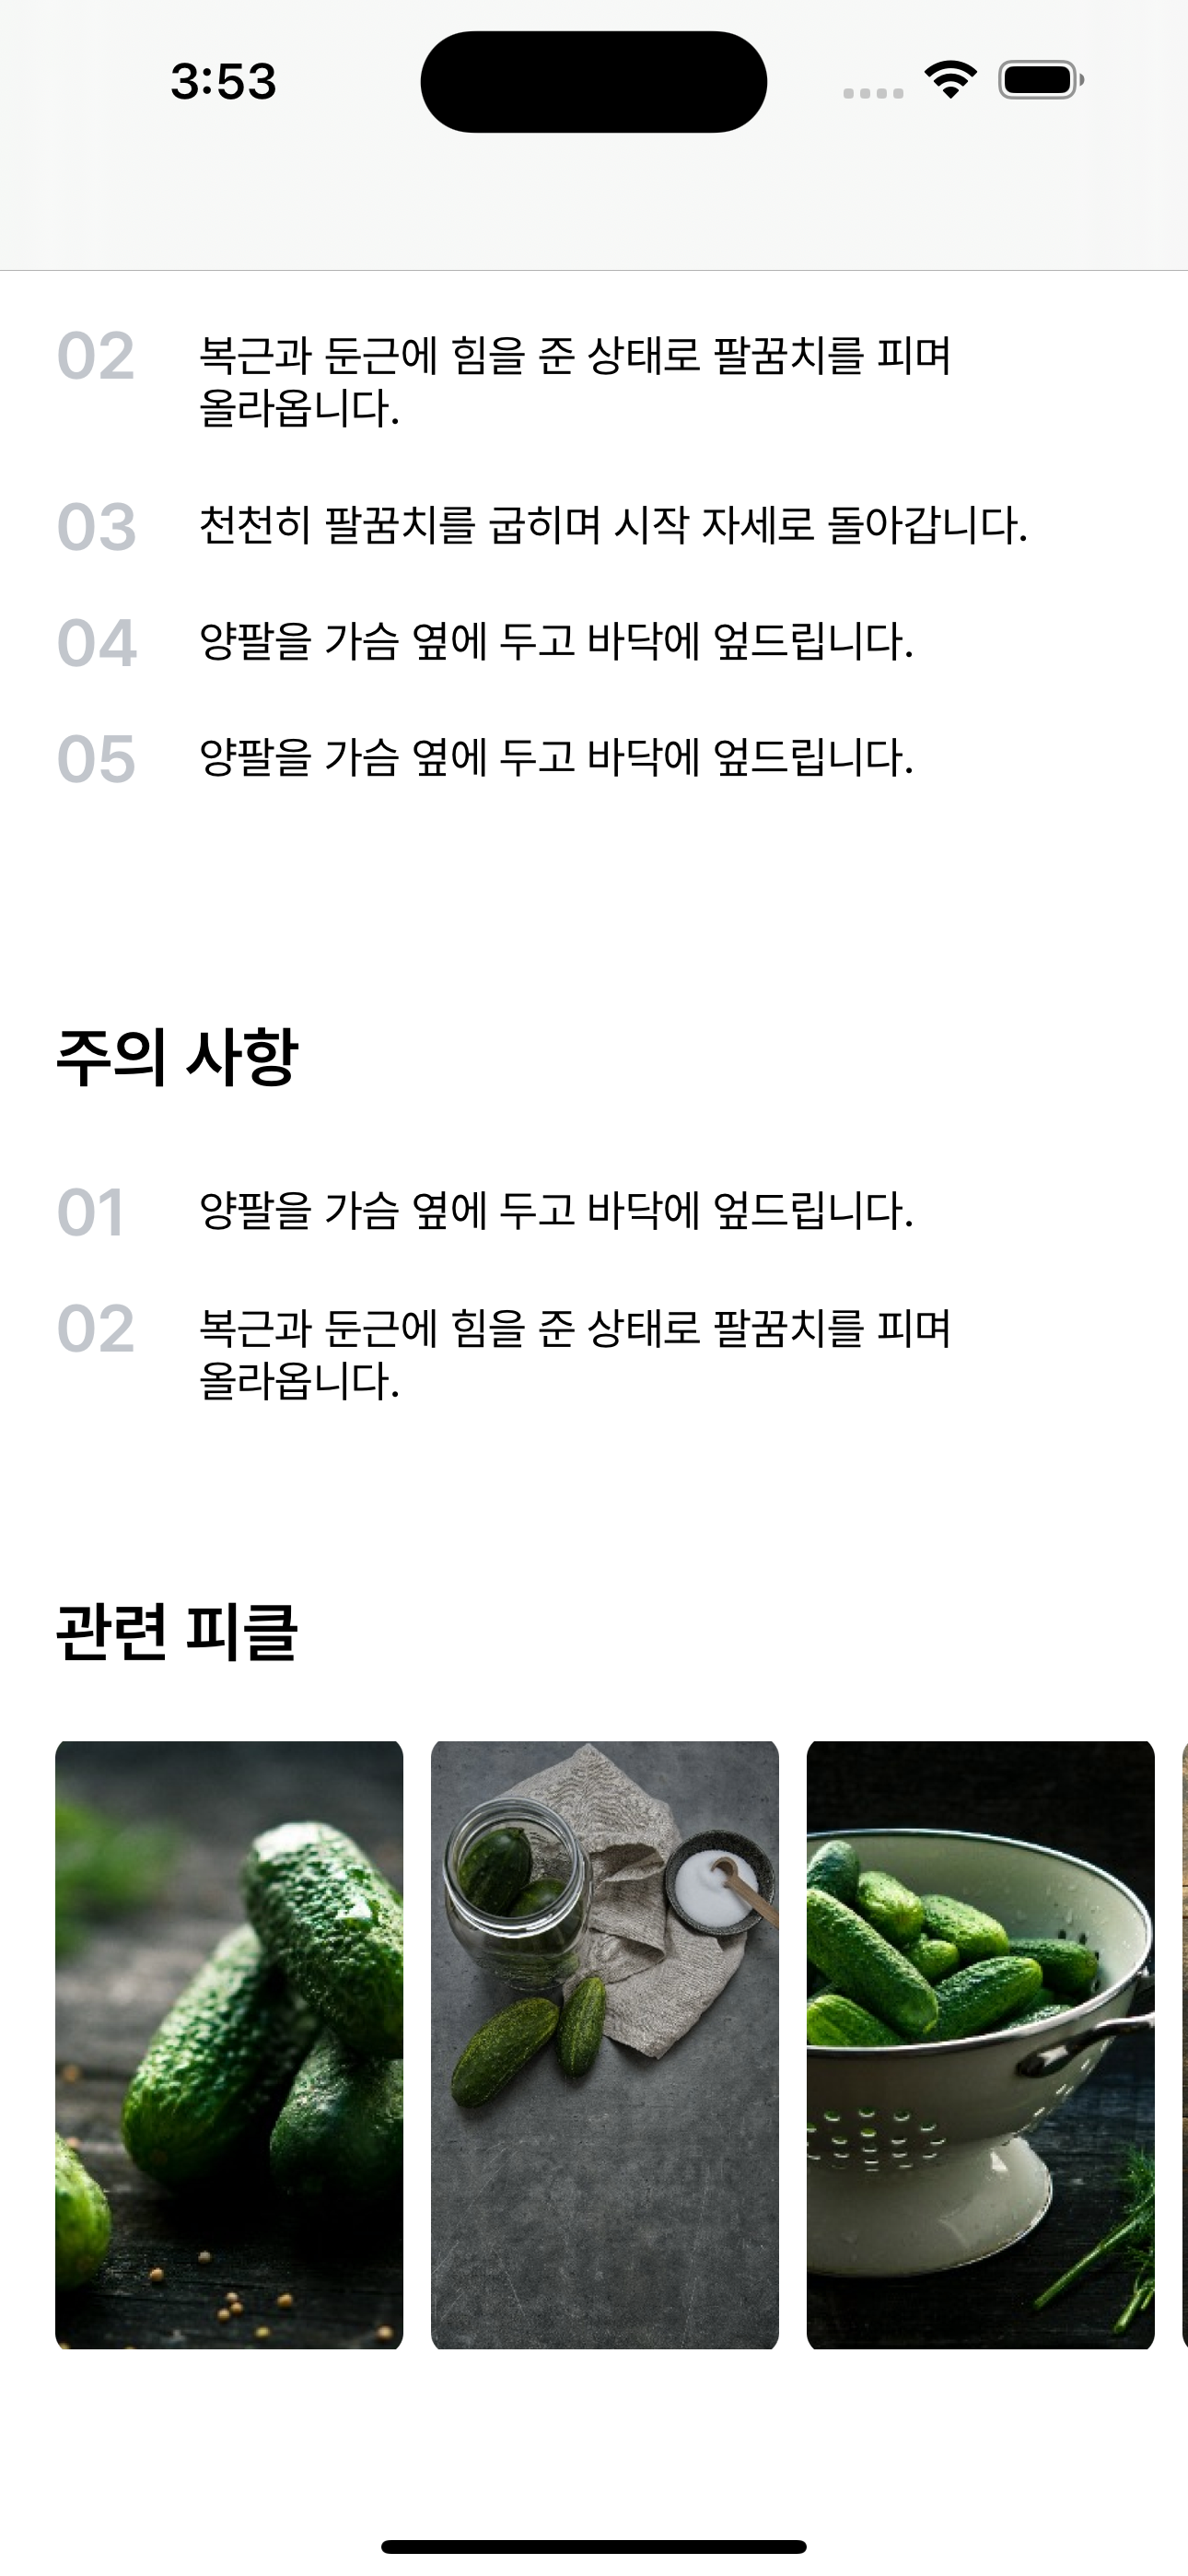 3:53
02
복근과 둔근에 힘을 준 상태로 팔꿈치를 피며
올라옵니다.
03
천천히 팔꿈치를 굽히며 시작 자세로 돌아갑니다.
04
양팔을 가슴 옆에 두고 바닥에 엎드립니다.
05
양팔을 가슴 옆에 두고 바닥에 엎드립니다.
주의 사항
01
양팔을 가슴 옆에 두고 바닥에 엎드립니다.
02
복근과 둔근에 힘을 준 상태로 팔꿈치를 피며
올라옵니다.
관련 피클